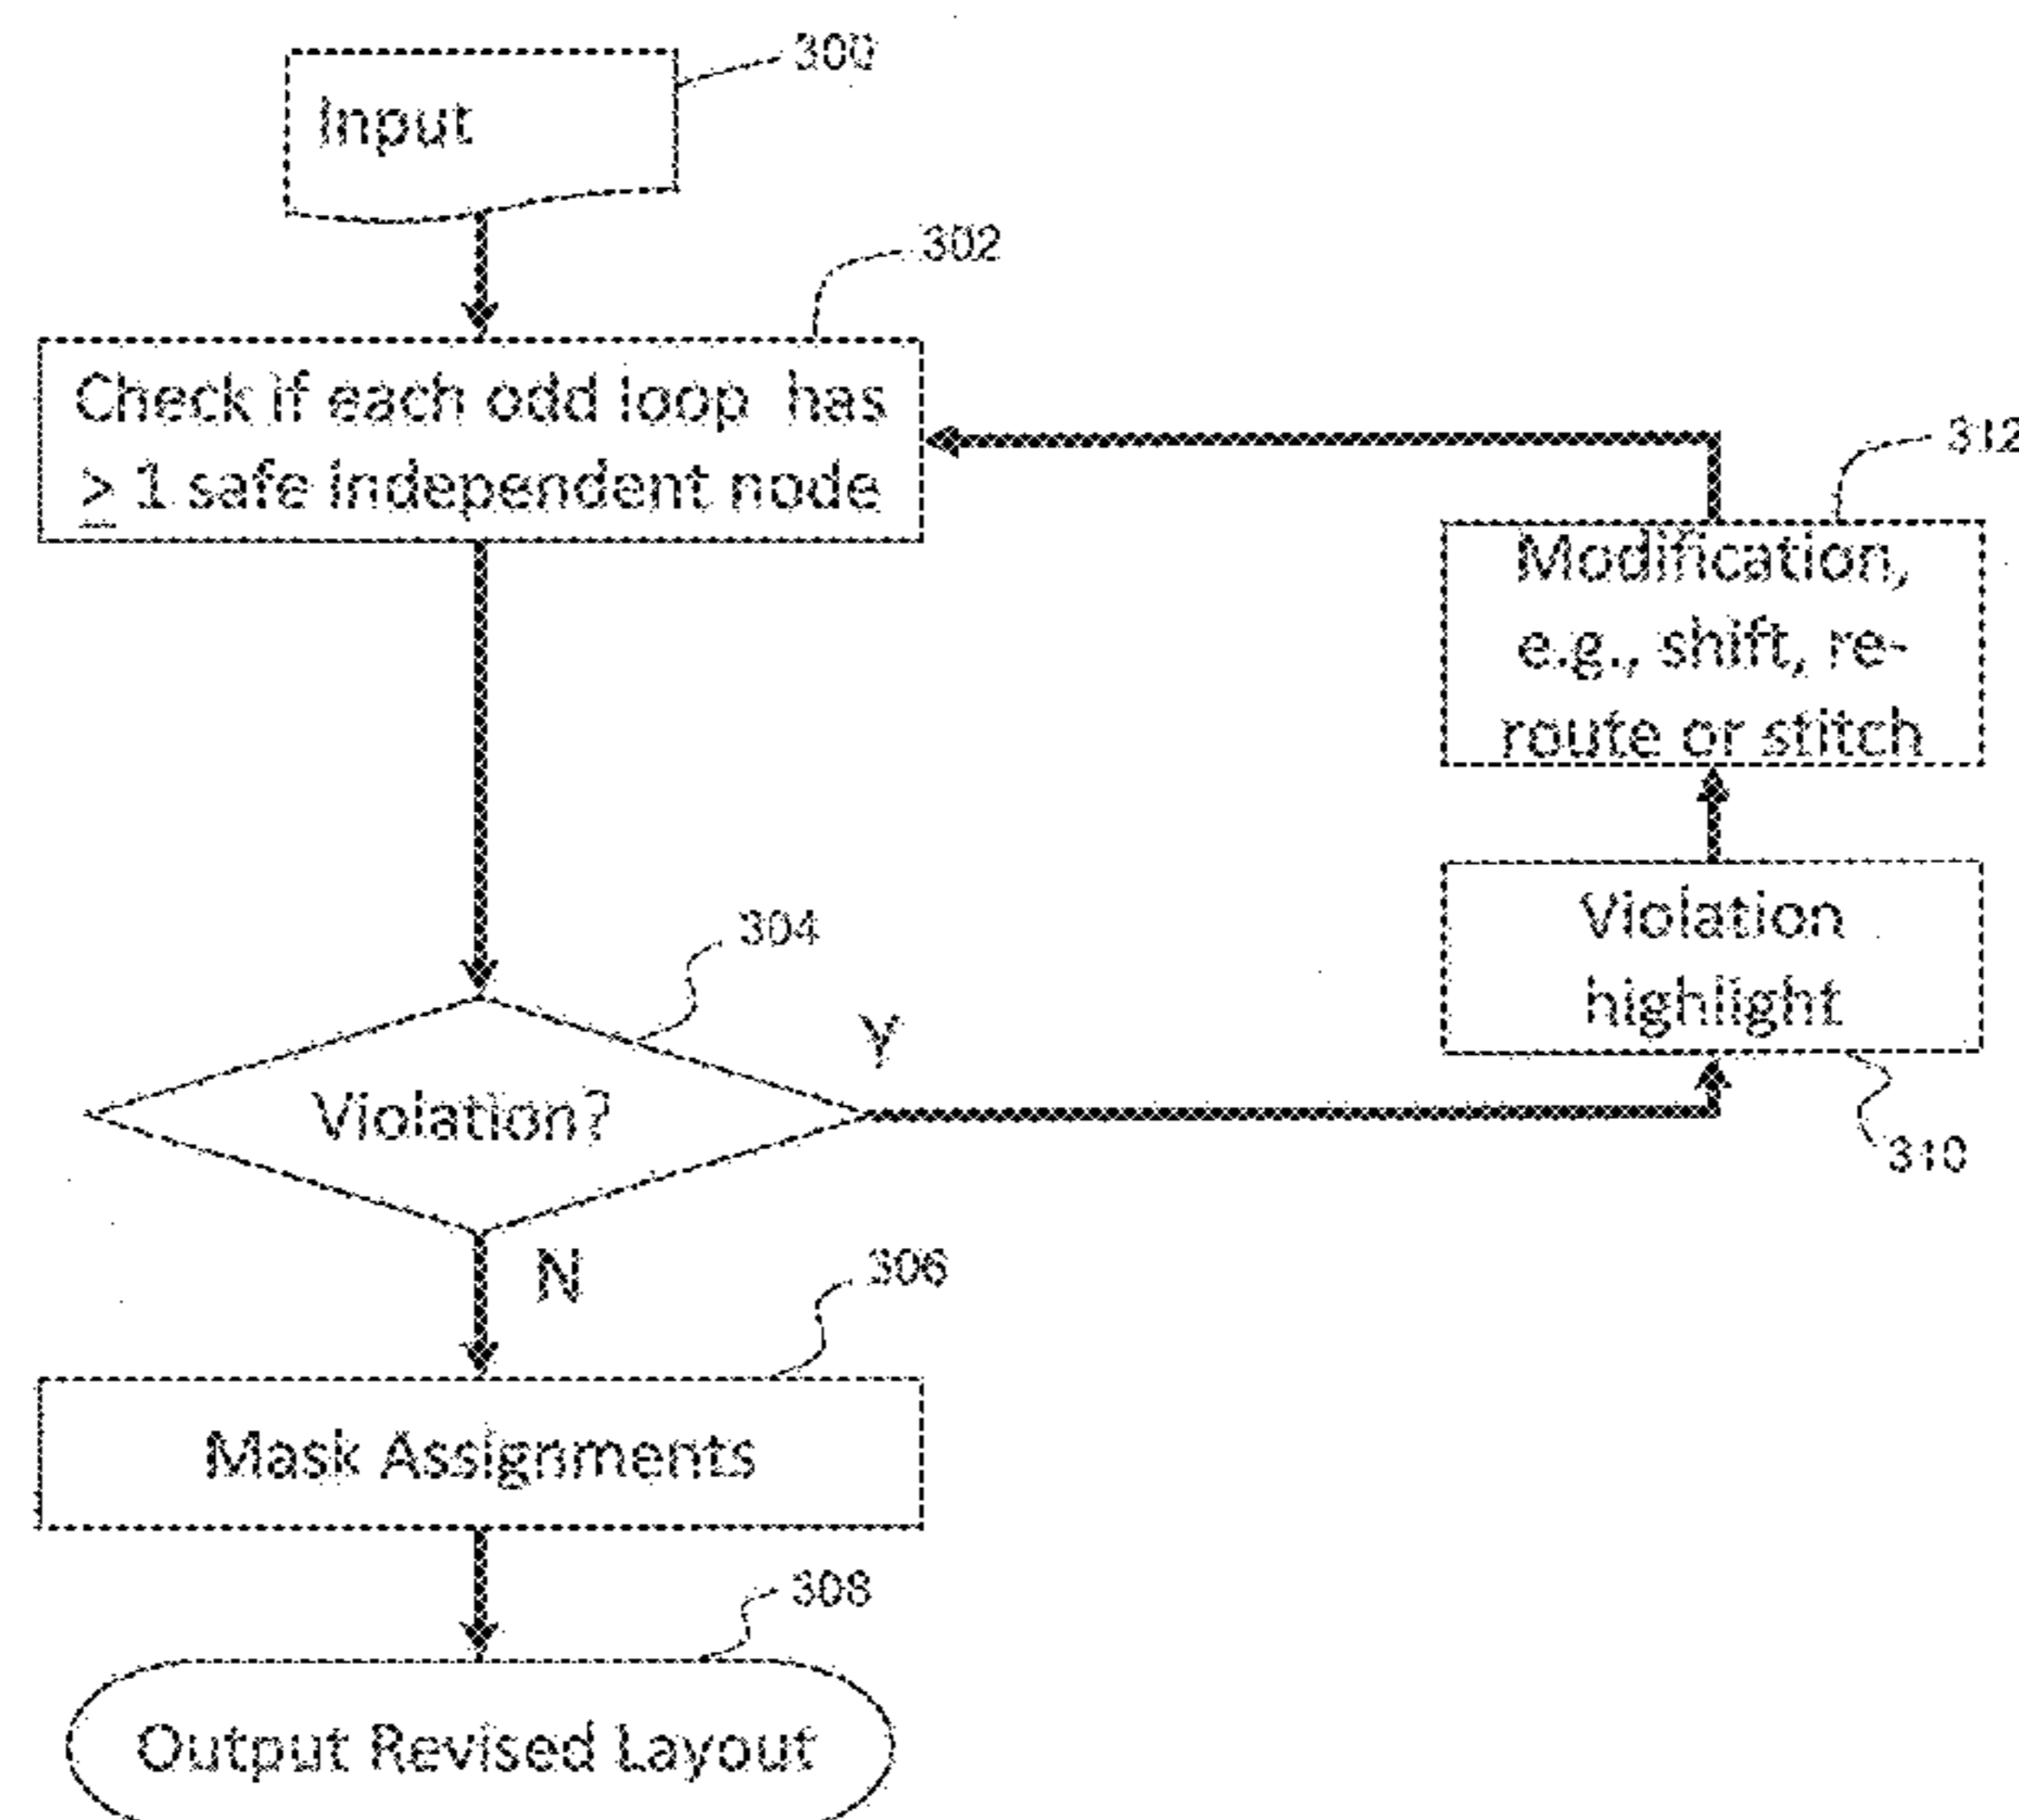 300
Input
302
Check if each odd loop has
≥ 1 safe independent node
312
Modification,
e.g., shift, re-
route or stitch
Violation
highlight
310
304
Violation?
Y
N
306
Mask Assignments
308
Output Revised Layout